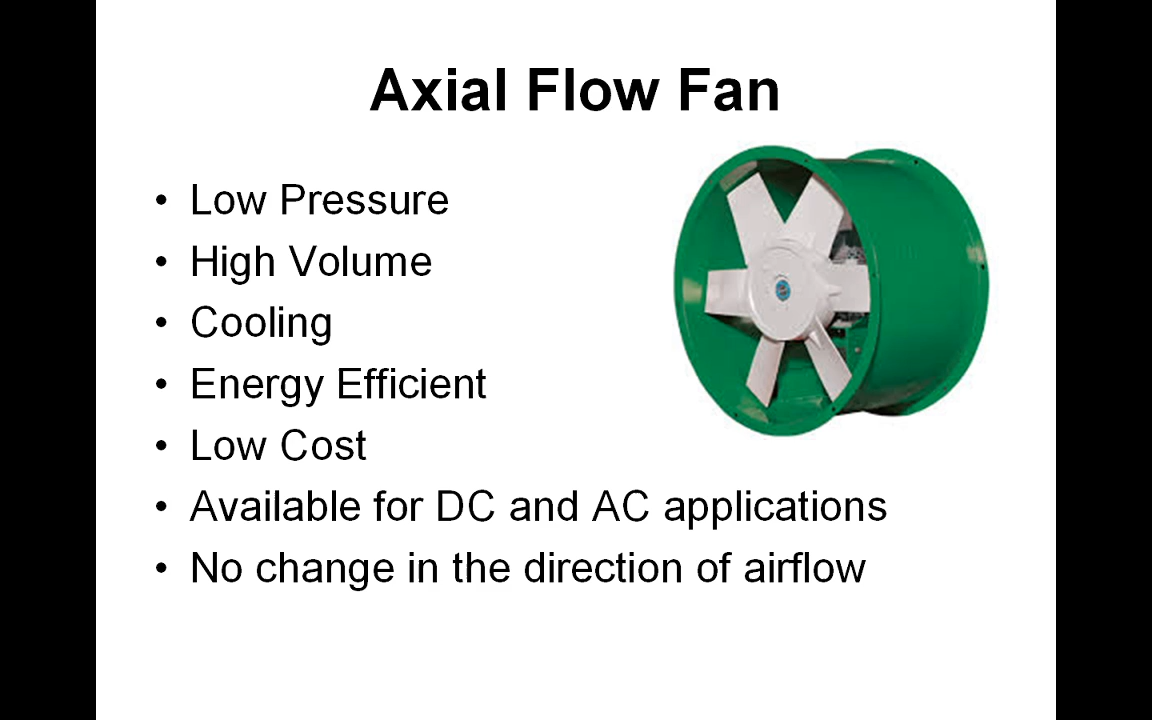 Axial Flow Fan
• Low Pressure
• High Volume
• Cooling
• Energy Efficient
• Low Cost
• Available for DC and AC applications
• No change in the direction of airflow